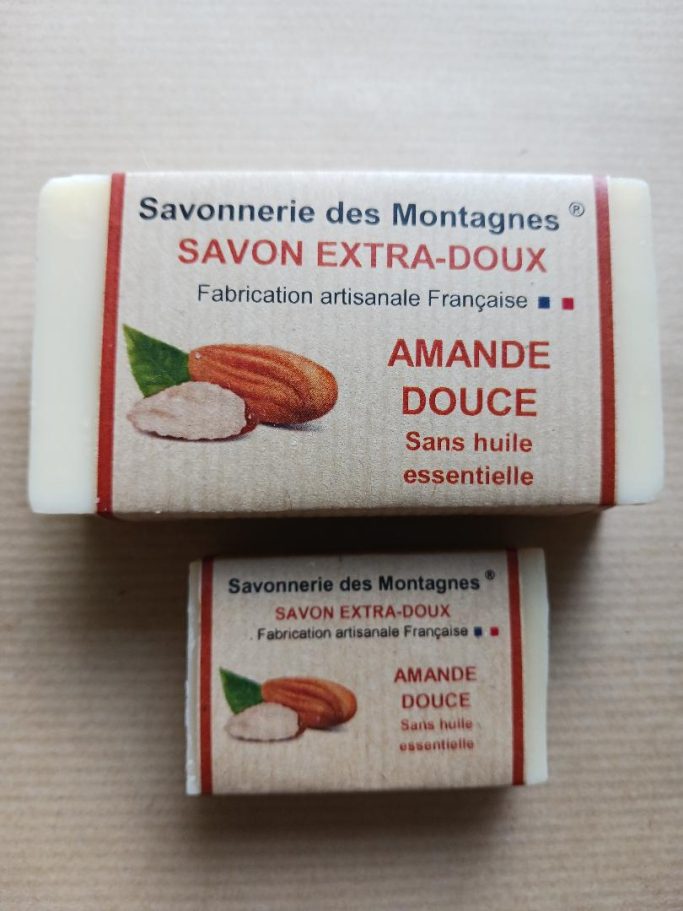 Savonnerie des Montagnes ®
SAVON EXTRA-DOUX
Fabrication artisanale Française
AMANDE
DOUCE
Sans huile
essentielle
Savonnerie des Montagnes ®
SAVON EXTRA-DOUX
Fabrication artisanale Française
AMANDE
DOUCE
Sans huile
essentielle